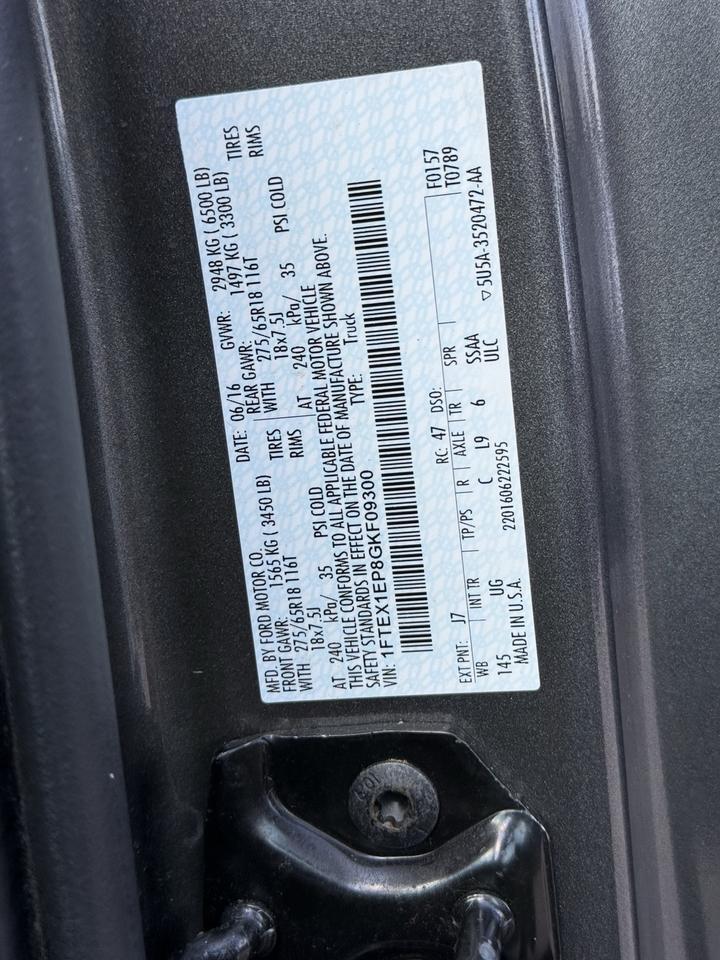 MFD. BY FORD MOTOR CO.
DATE: 06/16 GVWR: 2948 KG ( 6500 LB)
FRONT GAWR: 1565 KG ( 3450 LB) REAR GAWR: 1497 KG ( 3300 LB)
WITH 275/65R18 116T TIRES WITH 275/65R18 116T TIRES
18x7.5J RIMS 18x7.5J RIMS
AT 240 kPa/ 35 PSI COLD AT 240 kPa/ 35 PSI COLD
THIS VEHICLE CONFORMS TO ALL APPLICABLE FEDERAL MOTOR VEHICLE
SAFETY STANDARDS IN EFFECT ON THE DATE OF MANUFACTURE SHOWN ABOVE.
VIN: 1FTEX1EP8GKF09300 TYPE: Truck
F0157
T0789
EXT PNT: J7 RC: 47 DSO:
WB INT TR TP/PS R AXLE TR SPR
145 UG C L9 6 SSAA
MADE IN U.S.A. 2201606222595 ULC
▽5U5A-3520472-AA
10.9